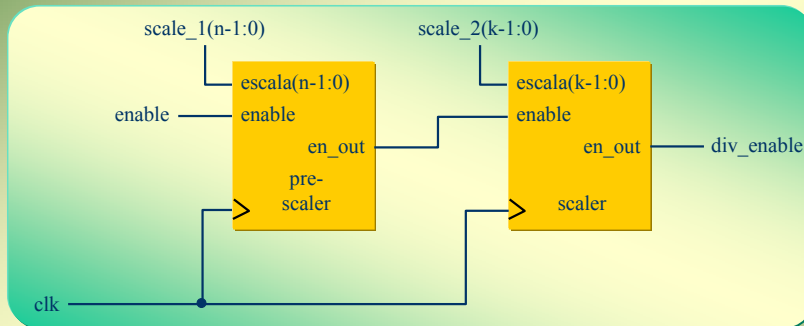 scale_1(n-1:0)
scale_2(k-1:0)
escala(n-1:0)
escala(k-1:0)
enable
enable
enable
en_out
en_out
div_enable
pre-
scaler
scaler
clk